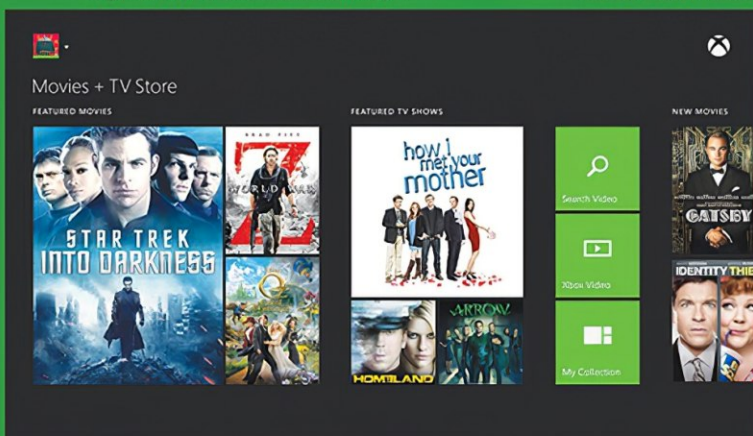 Movies + TV Store
FEATURED MOVIES
FEATURED TV SHOWS
NEW MOVIES
STAR TREK
INTO DARKNESS
BRAD PITT
Z
WORLD WAR
how i
met your
mother
HOMELAND
ARROW
Search Video
Xbox Video
My Collection
GATSBY
IDENTITY THIE